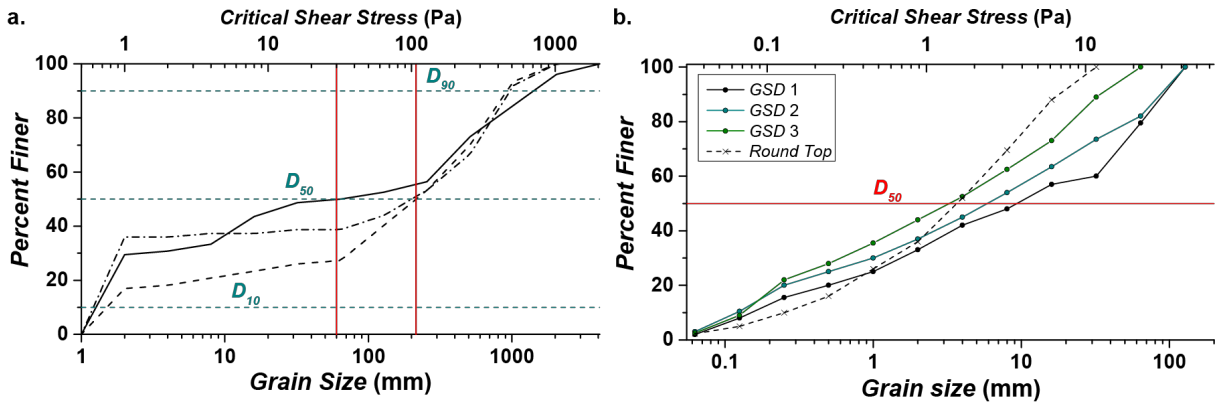 a.
Critical Shear Stress (Pa)
1 10 100 1000
100
80
60
40
20
0
Percent Finer
D90
D50
D10
1 10 100 1000
Grain Size (mm)
b.
Critical Shear Stress (Pa)
0.1 1 10
100
80
60
40
20
0
Percent Finer
GSD 1
GSD 2
GSD 3
Round Top
D50
0.1 1 10 100
Grain size (mm)